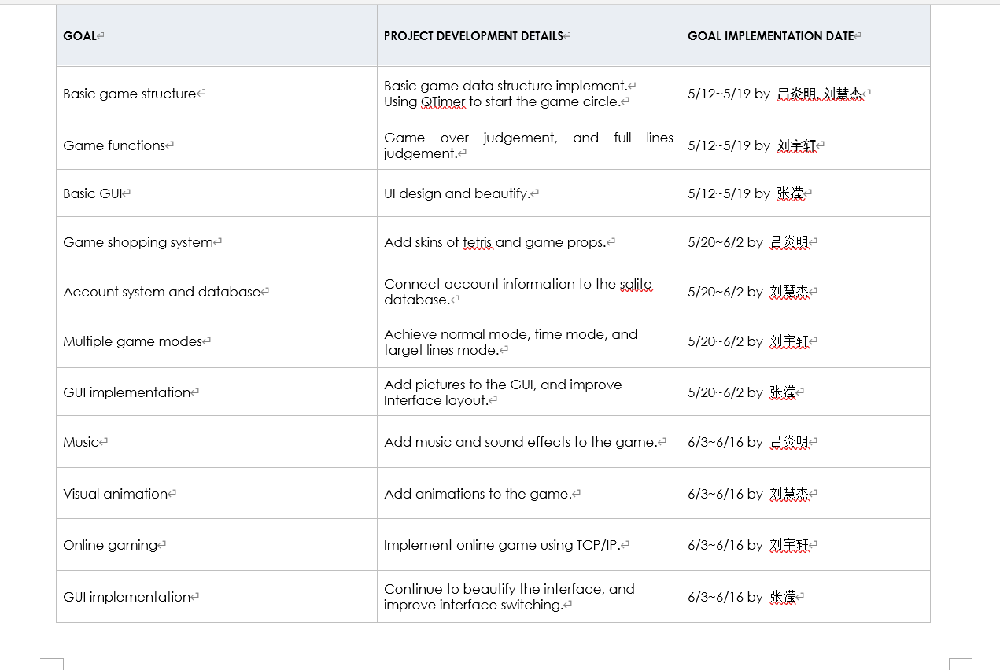 GOAL
PROJECT DEVELOPMENT DETAILS
GOAL IMPLEMENTATION DATE
Basic game structure
Basic game data structure implement.
Using QTimer to start the game circle.
5/12~5/19 by 吕炎明, 刘慧杰
Game functions
Game over judgement, and full lines
judgement.
5/12~5/19 by 刘宇轩
Basic GUI
UI design and beautify.
5/12~5/19 by 张滢
Game shopping system
Add skins of tetris and game props.
5/20~6/2 by 吕炎明
Account system and database
Connect account information to the sqlite
database.
5/20~6/2 by 刘慧杰
Multiple game modes
Achieve normal mode, time mode, and
target lines mode.
5/20~6/2 by 刘宇轩
GUI implementation
Add pictures to the GUI, and improve
Interface layout.
5/20~6/2 by 张滢
Music
Add music and sound effects to the game.
6/3~6/16 by 吕炎明
Visual animation
Add animations to the game.
6/3~6/16 by 刘慧杰
Online gaming
Implement online game using TCP/IP.
6/3~6/16 by 刘宇轩
GUI implementation
Continue to beautify the interface, and
improve interface switching.
6/3~6/16 by 张滢